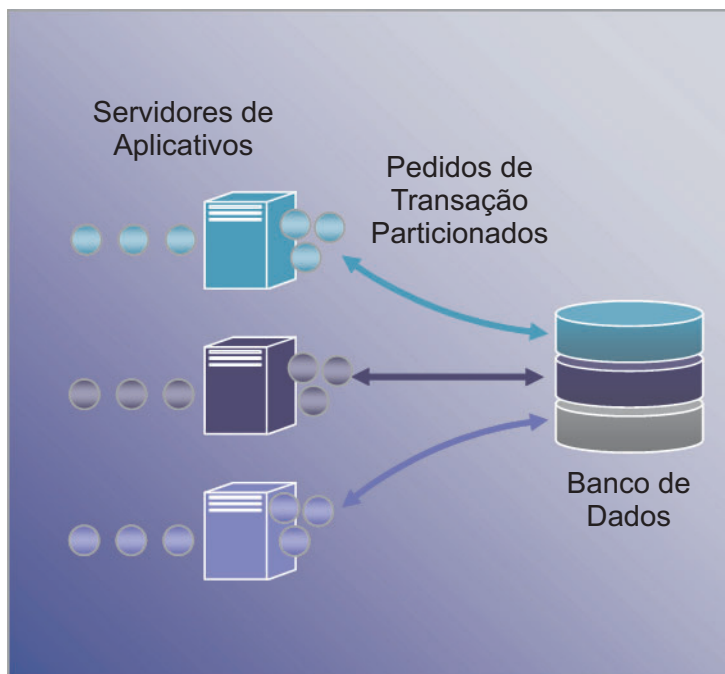 Servidores de
Aplicativos
Pedidos de
Transação
Particionados
Banco de
Dados